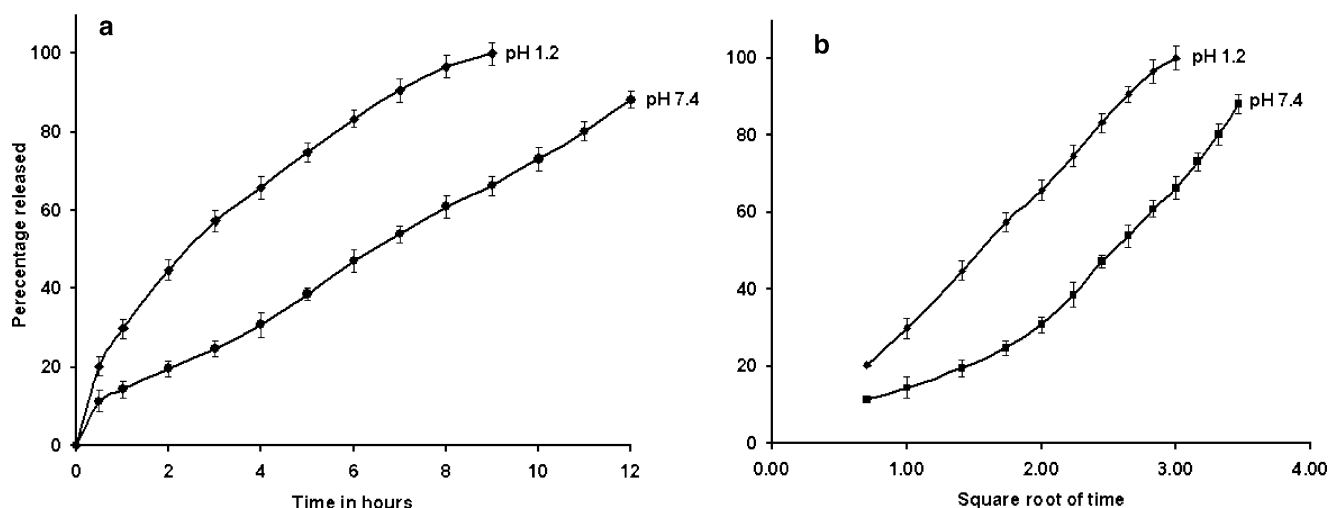 a
Perecentage released
100
80
60
40
20
0
pH 1.2
pH 7.4
0 2 4 6 8 10 12
Time in hours
b
100
80
60
40
20
0
pH 1.2
pH 7.4
0.00 1.00 2.00 3.00 4.00
Square root of time